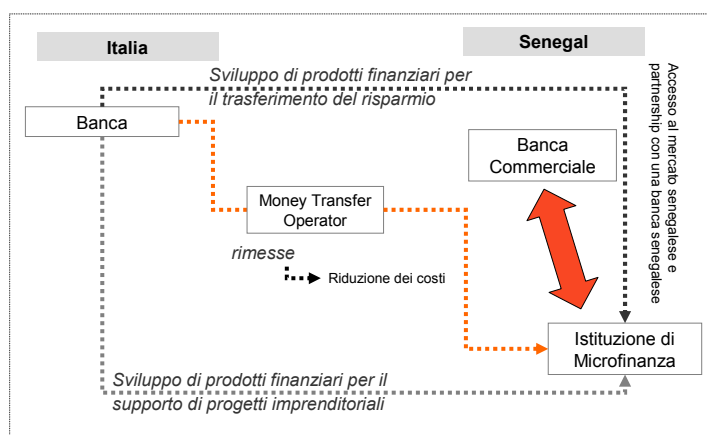 Italia
Senegal
Sviluppo di prodotti finanziari per
il trasferimento del risparmio
Banca
Banca
Commerciale
Accesso al mercato senegalese e
partnership con una banca senegalese
Money Transfer
Operator
rimesse
Riduzione dei costi
Istituzione di
Microfinanza
Sviluppo di prodotti finanziari per il
supporto di progetti imprenditoriali